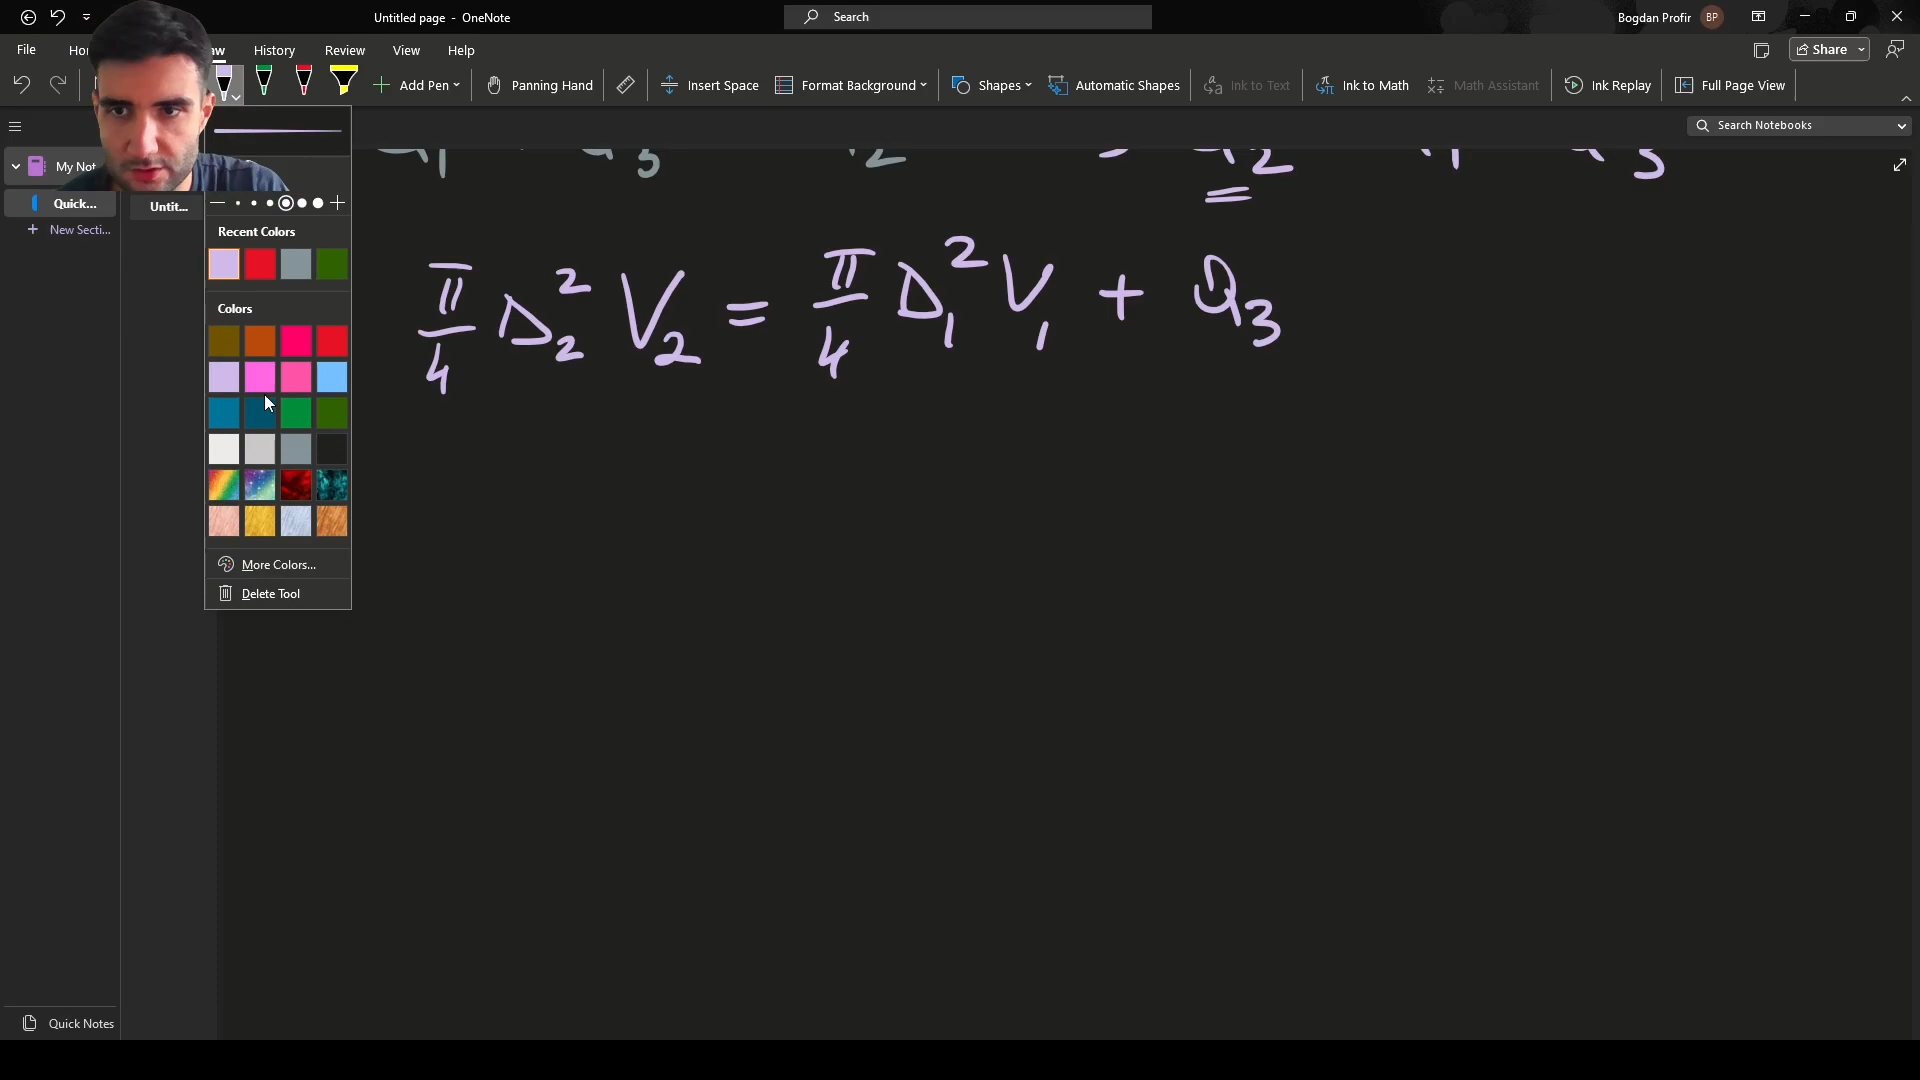 Untitled page - OneNote
Search
Bogdan Profir BP
File History Review View Help
Share
Add Pen Panning Hand Insert Space Format Background Shapes Automatic Shapes Ink to Text Ink to Math Math Assistant Ink Replay Full Page View
Search Notebooks
My Not
Quick...
Untit...
New Secti...
Recent Colors
Colors
More Colors...
Delete Tool
π/4 D₂² V₂ = π/4 D₁² V₁ + Q₃
Quick Notes